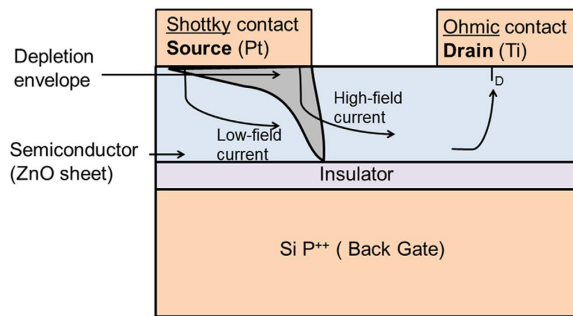 Shottky contact
Source (Pt)
Ohmic contact
Drain (Ti)
Depletion
envelope
I_D
High-field
current
Low-field
current
Semiconductor
(ZnO sheet)
Insulator
Si P⁺⁺ ( Back Gate)